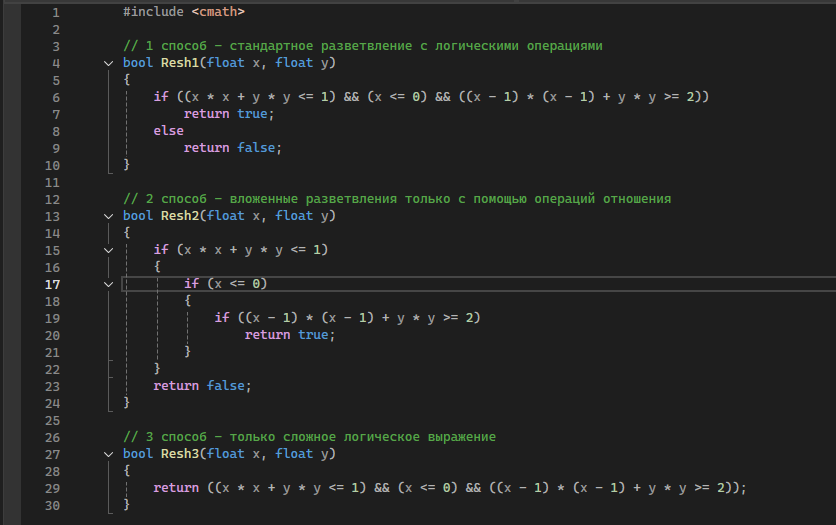 1 #include <cmath>
2
3 // 1 способ – стандартное разветвление с логическими операциями
4 bool Resh1(float x, float y)
5 {
6 if ((x * x + y * y <= 1) && (x <= 0) && ((x - 1) * (x - 1) + y * y >= 2))
7 return true;
8 else
9 return false;
10 }
11
12 // 2 способ – вложенные разветвления только с помощью операций отношения
13 bool Resh2(float x, float y)
14 {
15 if (x * x + y * y <= 1)
16 {
17 if (x <= 0)
18 {
19 if ((x - 1) * (x - 1) + y * y >= 2)
20 return true;
21 }
22 }
23 return false;
24 }
25
26 // 3 способ – только сложное логическое выражение
27 bool Resh3(float x, float y)
28 {
29 return ((x * x + y * y <= 1) && (x <= 0) && ((x - 1) * (x - 1) + y * y >= 2));
30 }